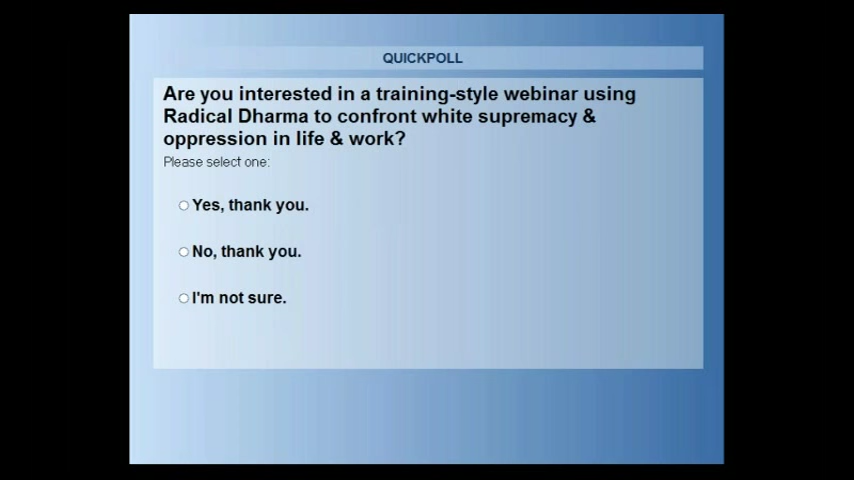 QUICKPOLL
Are you interested in a training-style webinar using
Radical Dharma to confront white supremacy &
oppression in life & work?
Please select one:
Yes, thank you.
No, thank you.
I'm not sure.